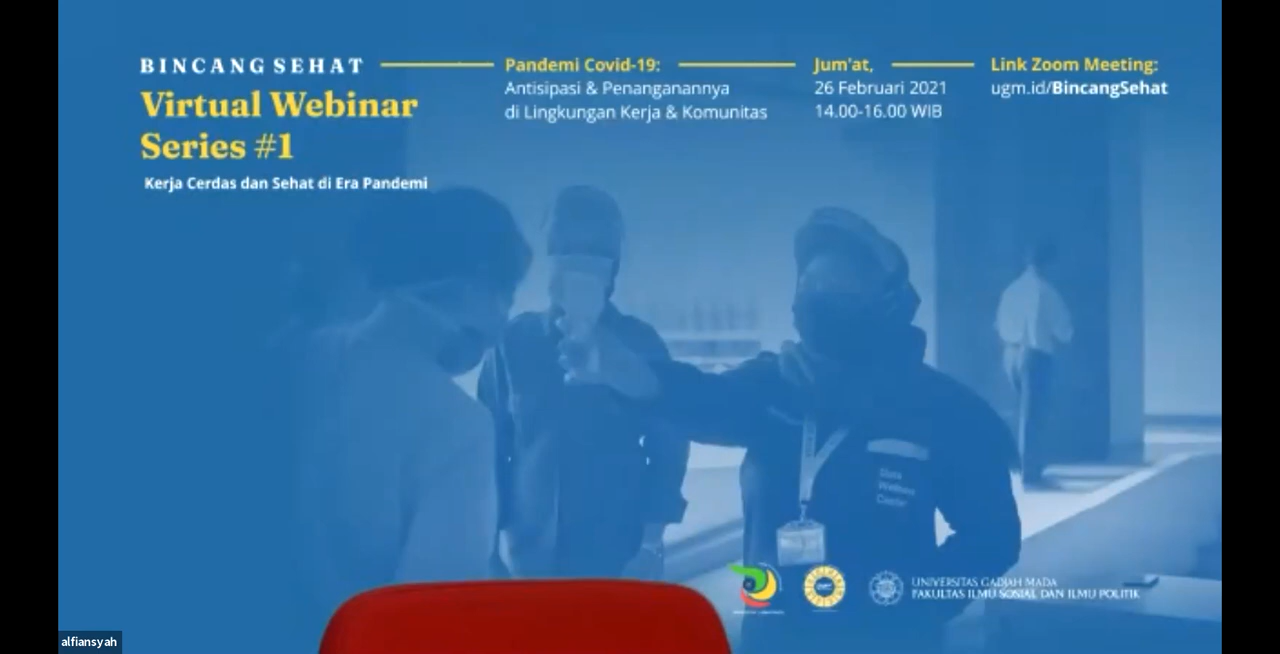 BINCANG SEHAT
Virtual Webinar
Series #1
Kerja Cerdas dan Sehat di Era Pandemi
Pandemi Covid-19:
Antisipasi & Penanganannya
di Lingkungan Kerja & Komunitas
Jum'at,
26 Februari 2021
14.00-16.00 WIB
Link Zoom Meeting:
ugm.id/BincangSehat
UNIVERSITAS GADJAH MADA
FAKULTAS ILMU SOSIAL DAN ILMU POLITIK
alfiansyah